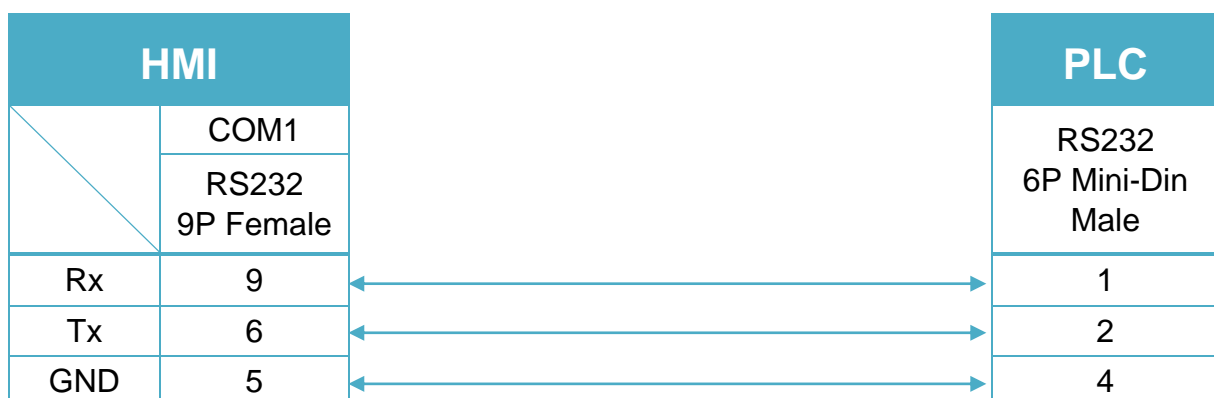 HMI
PLC
COM1
RS232
9P Female
RS232
6P Mini-Din
Male
Rx 9 1
Tx 6 2
GND 5 4